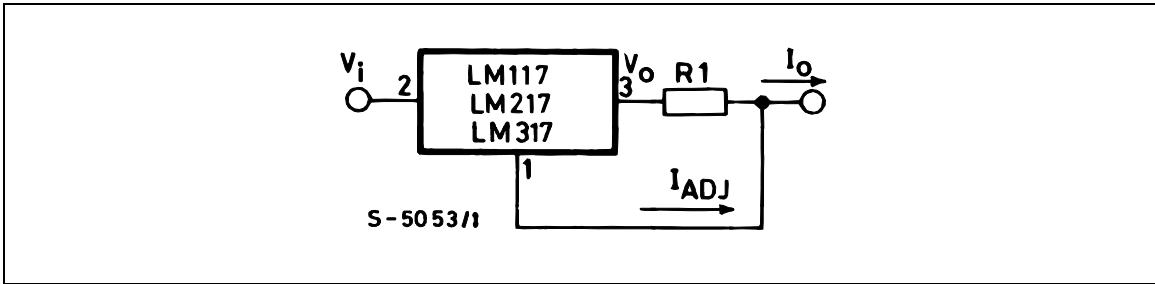 Vi
2
LM117
LM217
LM317
Vo
3
R1
Io
1
IADJ
S-5053/1